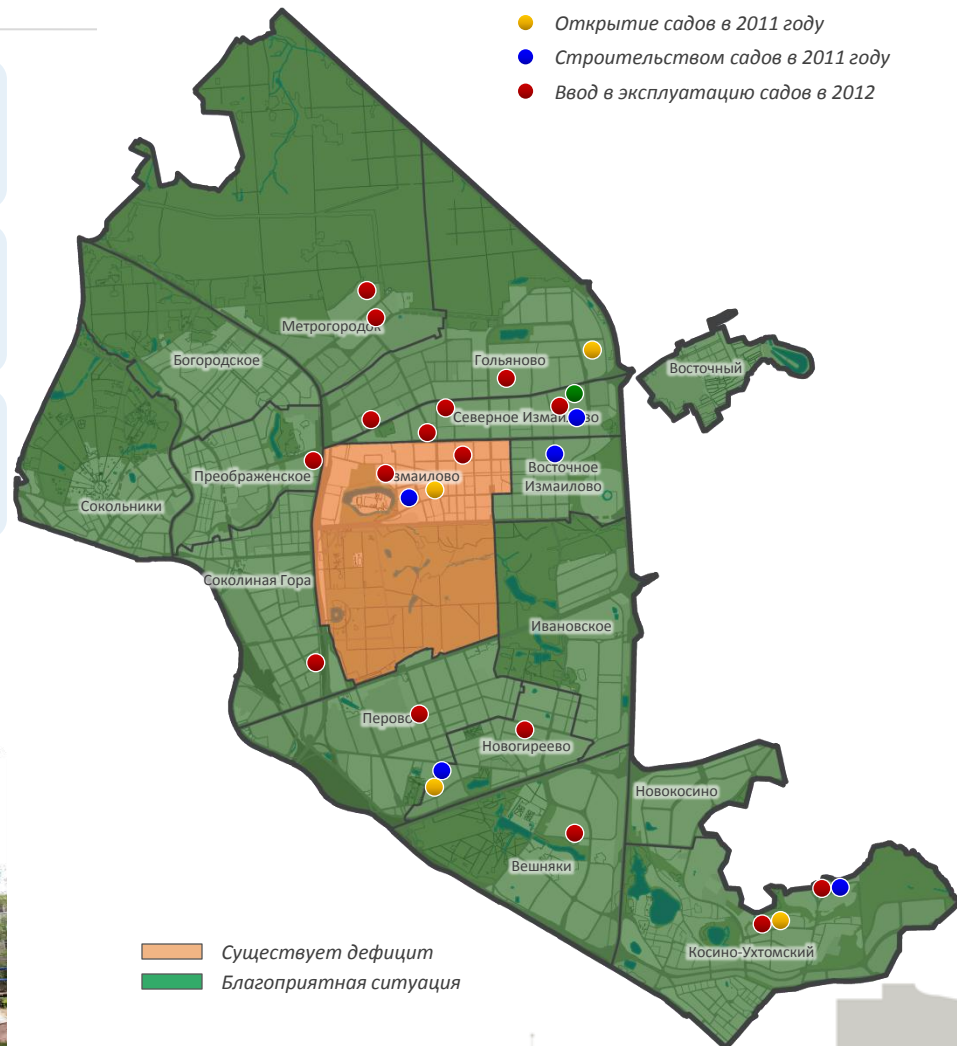 Открытие садов в 2011 году
Строительством садов в 2011 году
Ввод в эксплуатацию садов в 2012
Метрогородок
Богородское
Гольяново
Восточный
Северное Измайлово
Преображенское
Измайлово
Восточное
Измайлово
Сокольники
Соколиная Гора
Ивановское
Перово
Новогиреево
Новокосино
Вешняки
Косино-Ухтомский
Существует дефицит
Благоприятная ситуация